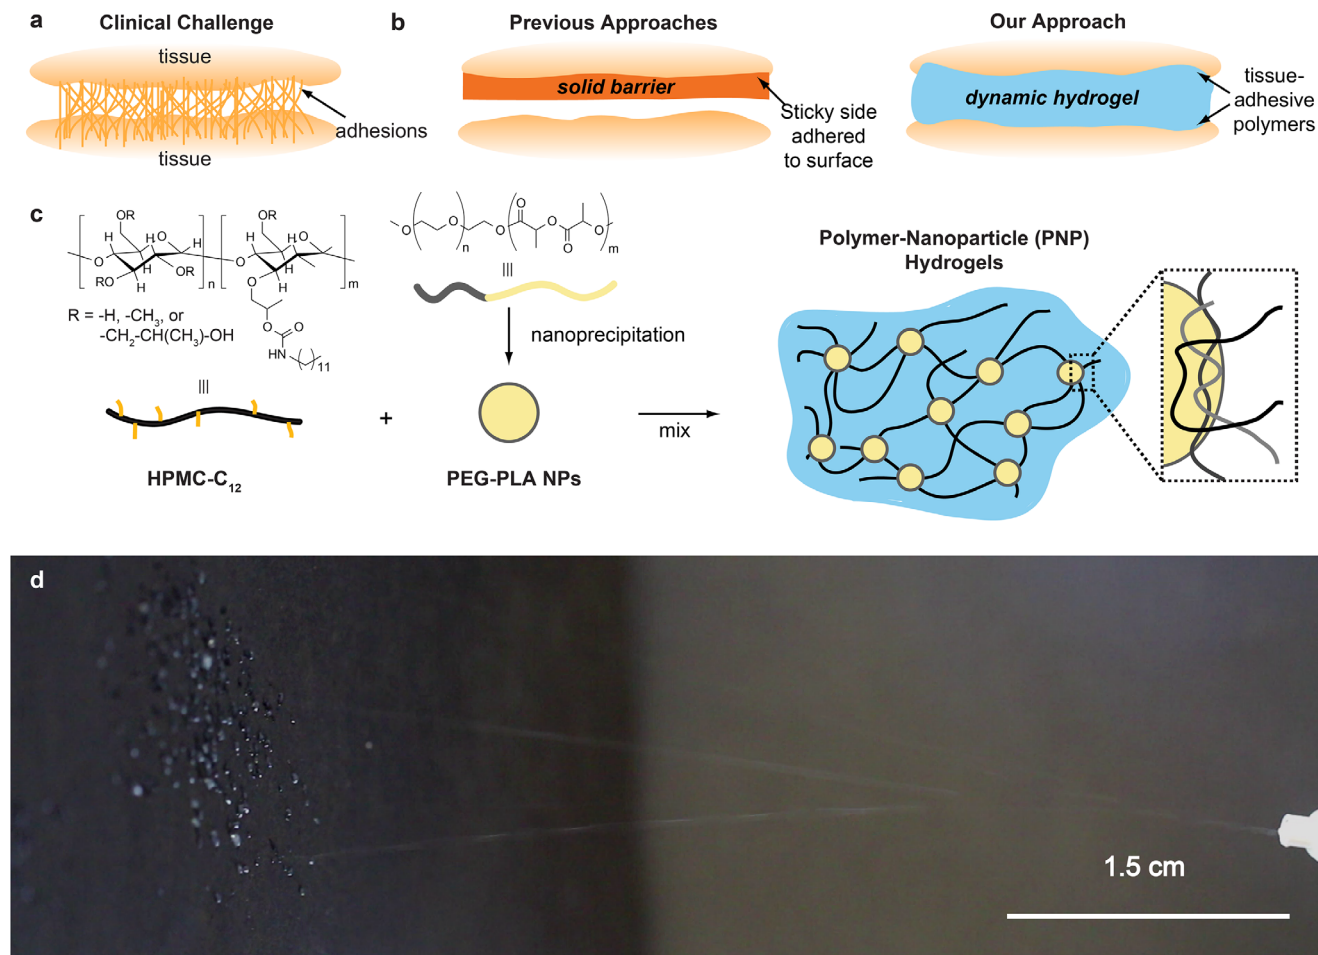 a
Clinical Challenge
tissue
adhesions
tissue
b
Previous Approaches
solid barrier
Sticky side
adhered
to surface
Our Approach
dynamic hydrogel
tissue-
adhesive
polymers
c
OR
H
H
O
H
O
H
OR
RO
H
H
n
OR
H
H
O
O
H
O
H
m
O
O
HN
11
R = -H, -CH₃, or
-CH₂-CH(CH₃)-OH
|||
HPMC-C₁₂
+
O
O
n
O
O
O
O
O
m
|||
nanoprecipitation
PEG-PLA NPs
mix
Polymer-Nanoparticle (PNP)
Hydrogels
d
1.5 cm